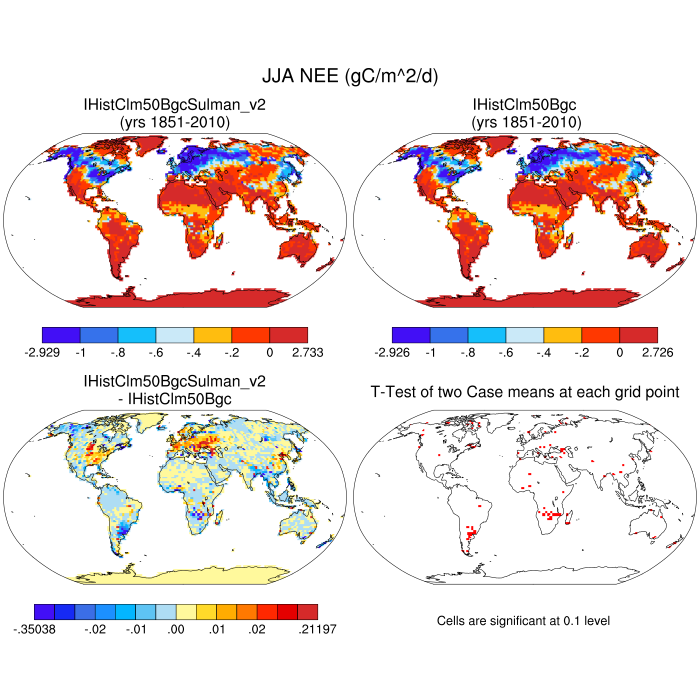 JJA NEE (gC/m^2/d)
IHistClm50BgcSulman_v2
(yrs 1851-2010)
IHistClm50Bgc
(yrs 1851-2010)
-2.929 -1 -.8 -.6 -.4 -.2 0 2.733
-2.926 -1 -.8 -.6 -.4 -.2 0 2.726
IHistClm50BgcSulman_v2
- IHistClm50Bgc
T-Test of two Case means at each grid point
-.35038 -.02 -.01 .00 .01 .02 .21197
Cells are significant at 0.1 level